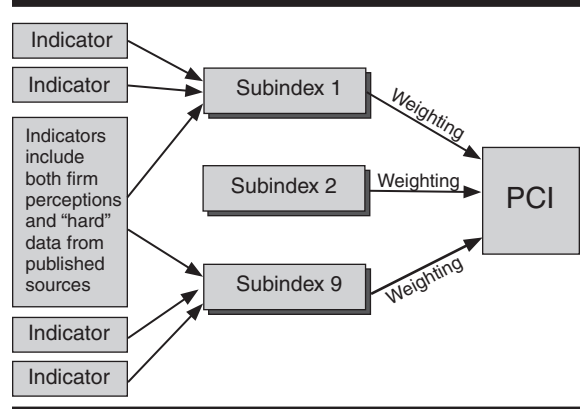 Indicator
Indicator
Indicators
include
both firm
perceptions
and “hard”
data from
published
sources
Indicator
Indicator
Subindex 1
Subindex 2
Subindex 9
Weighting
Weighting
Weighting
PCI